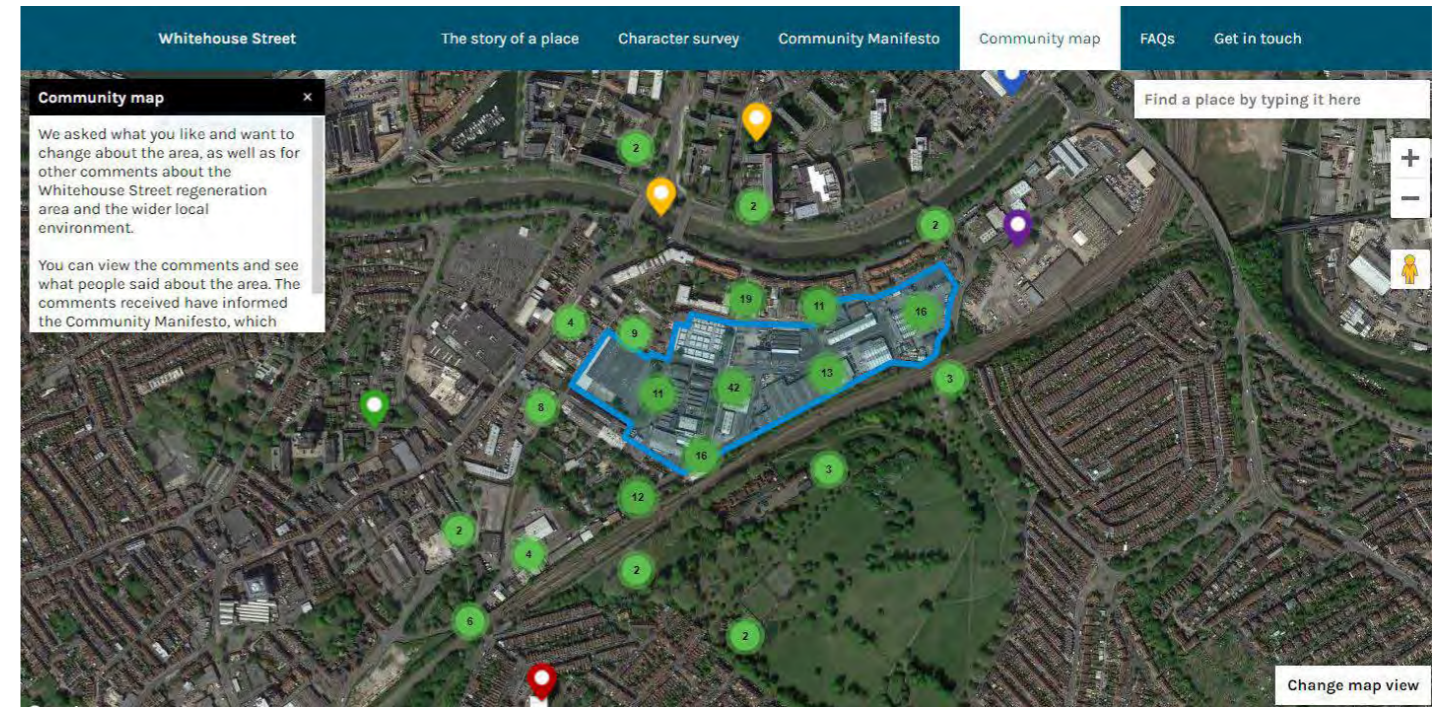 Whitehouse Street
The story of a place
Character survey
Community Manifesto
Community map
FAQs
Get in touch
Community map ×
We asked what you like and want to
change about the area, as well as for
other comments about the
Whitehouse Street regeneration
area and the wider local
environment.
You can view the comments and see
what people said about the area. The
comments received have informed
the Community Manifesto, which
Find a place by typing it here
+
−
2
2
2
19
11
16
4
9
13
3
11
42
8
16
3
12
2
4
2
6
2
Change map view